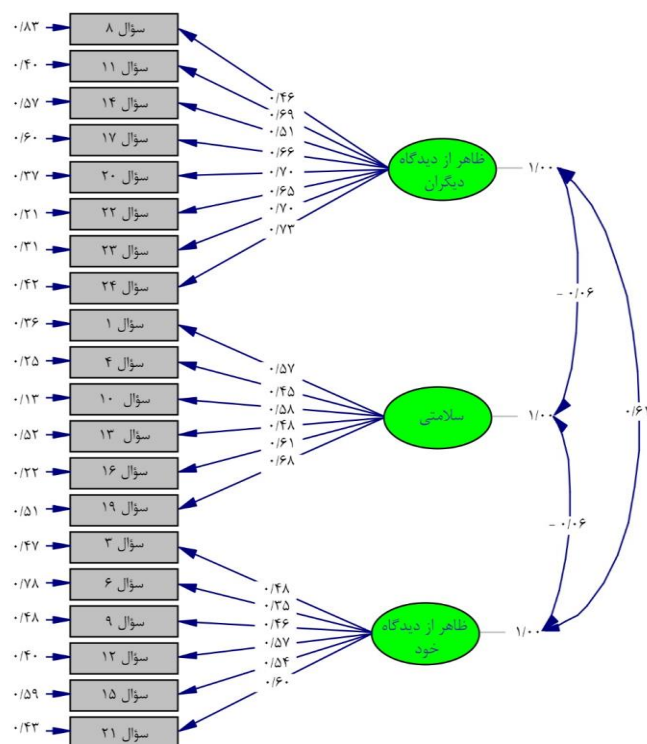 ۰/۸۳ سؤال ۸
۰/۴۰ سؤال ۱۱
۰/۵۷ سؤال ۱۴
۰/۶۰ سؤال ۱۷
۰/۳۷ سؤال ۲۰
۰/۲۱ سؤال ۲۲
۰/۳۱ سؤال ۲۳
۰/۴۲ سؤال ۲۴
۰/۴۶
۰/۶۹
۰/۵۱
۰/۶۶
۰/۷۰
۰/۶۵
۰/۷۰
۰/۷۳
ظاهر از دیدگاه
دیگران
۱/۰۰
۰/۳۶ سؤال ۱
۰/۲۵ سؤال ۴
۰/۱۳ سؤال ۱۰
۰/۵۲ سؤال ۱۳
۰/۲۲ سؤال ۱۶
۰/۵۱ سؤال ۱۹
۰/۵۷
۰/۴۵
۰/۵۸
۰/۴۸
۰/۶۱
۰/۶۸
سلامتی
۱/۰۰
۰/۴۷ سؤال ۳
۰/۷۸ سؤال ۶
۰/۴۸ سؤال ۹
۰/۴۰ سؤال ۱۲
۰/۵۹ سؤال ۱۵
۰/۴۳ سؤال ۲۱
۰/۴۸
۰/۳۵
۰/۴۶
۰/۵۷
۰/۵۴
۰/۶۰
ظاهر از دیدگاه
خود
۱/۰۰
- ۰/۰۶
- ۰/۰۶